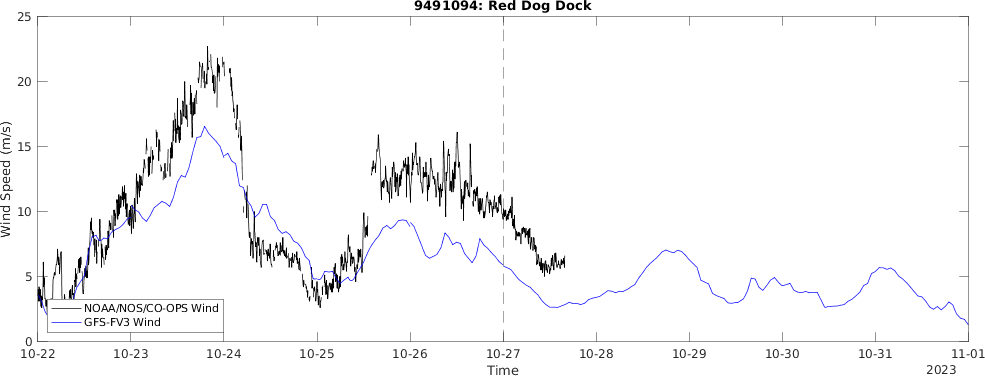 9491094: Red Dog Dock
25
20
15
10
5
0
Wind Speed (m/s)
NOAA/NOS/CO-OPS Wind
GFS-FV3 Wind
10-22 10-23 10-24 10-25 10-26 10-27 10-28 10-29 10-30 10-31 11-01
Time
2023